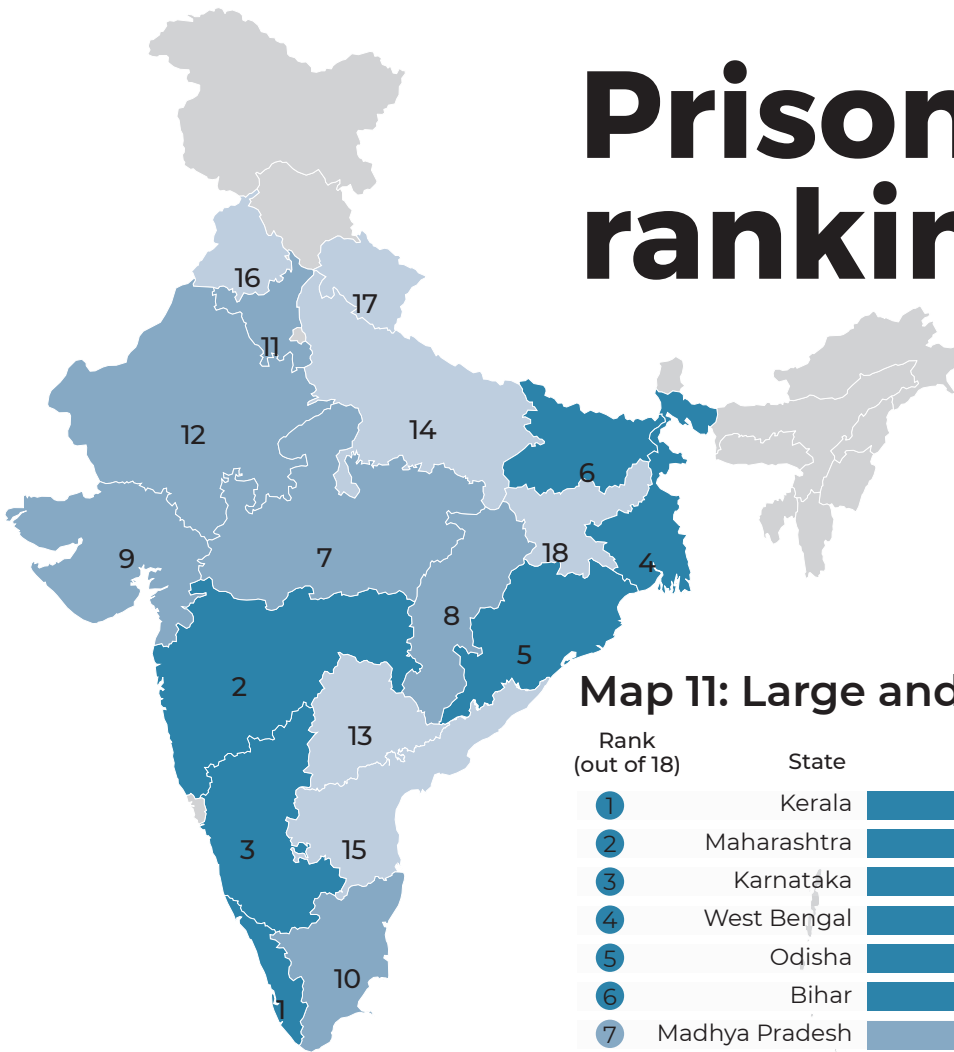 Prison
rankin
16
17
11
12
14
6
9
7
18
4
8
5
2
13
3
15
10
1
Map 11: Large and
Rank
(out of 18)
State
1 Kerala
2 Maharashtra
3 Karnataka
4 West Bengal
5 Odisha
6 Bihar
7 Madhya Pradesh